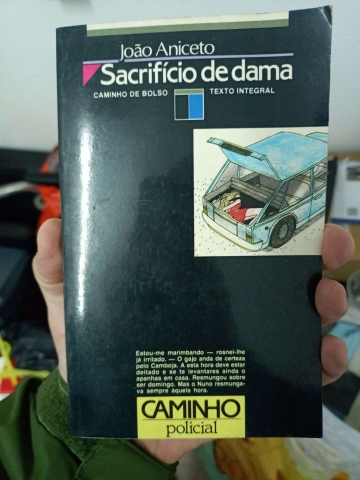 João Aniceto
Sacrifício de dama
CAMINHO DE BOLSO TEXTO INTEGRAL
Estou-me marimbando — rosnei-lhe
já irritado. — O gajo anda de certeza
pelo Camboja. A esta hora deve estar
deitado e se te levantares ainda o
apanhas em casa. Resmungou sobre
ser domingo. Mas o Nuno resmunga-
va sempre àquela hora.
CAMINHO
policial